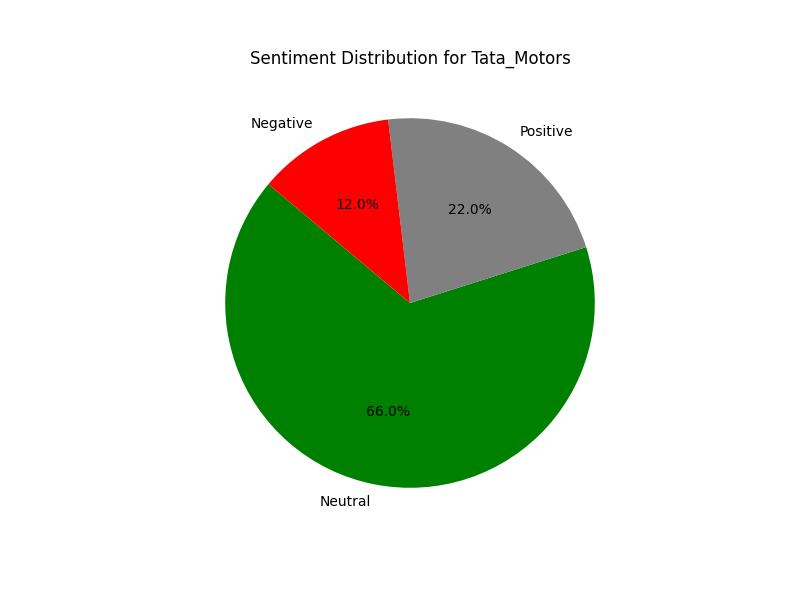 Sentiment Distribution for Tata_Motors
Negative
Positive
12.0%
22.0%
66.0%
Neutral